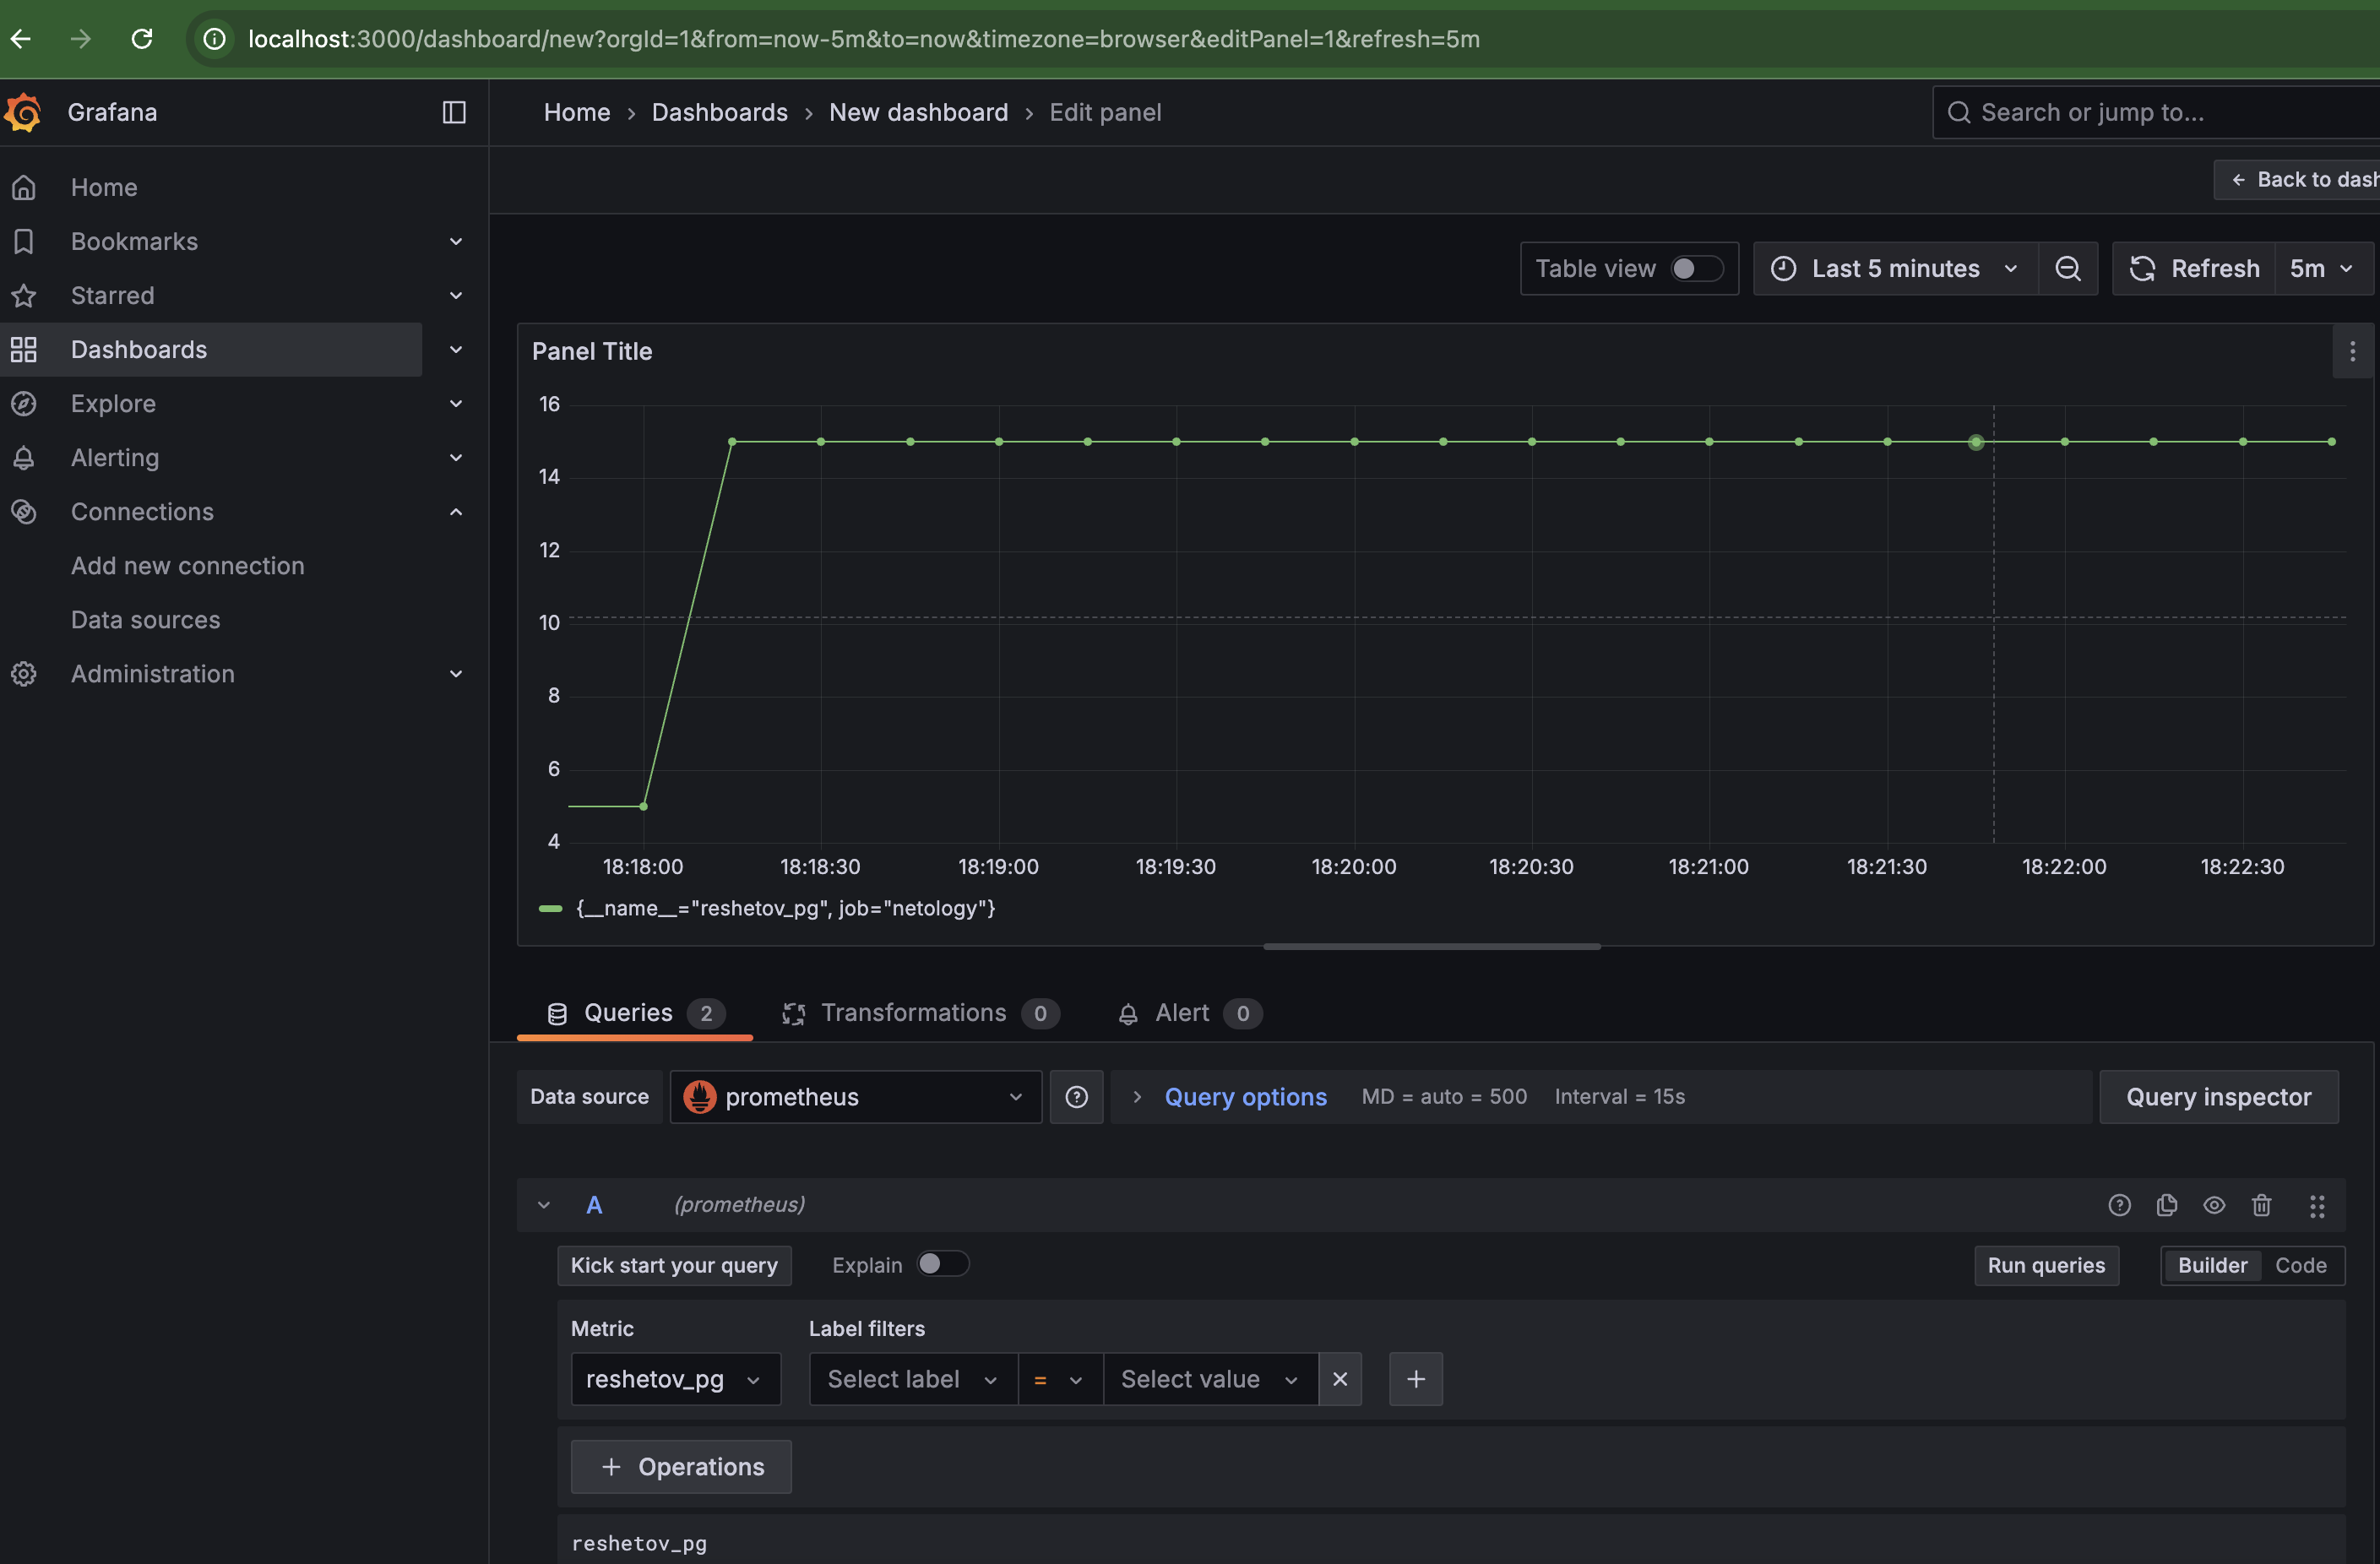 localhost:3000/dashboard/new?orgId=1&from=now-5m&to=now&timezone=browser&editPanel=1&refresh=5m
Grafana
Home › Dashboards › New dashboard › Edit panel
Search or jump to...
Home
Bookmarks
Starred
Dashboards
Explore
Alerting
Connections
Add new connection
Data sources
Administration
← Back to dash
Table view
Last 5 minutes
Refresh
5m
Panel Title
16
14
12
10
8
6
4
18:18:00 18:18:30 18:19:00 18:19:30 18:20:00 18:20:30 18:21:00 18:21:30 18:22:00 18:22:30
{__name__="reshetov_pg", job="netology"}
Queries 2 Transformations 0 Alert 0
Data source prometheus Query options MD = auto = 500 Interval = 15s Query inspector
A (prometheus)
Kick start your query Explain Run queries Builder Code
Metric Label filters
reshetov_pg Select label = Select value
+ Operations
reshetov_pg